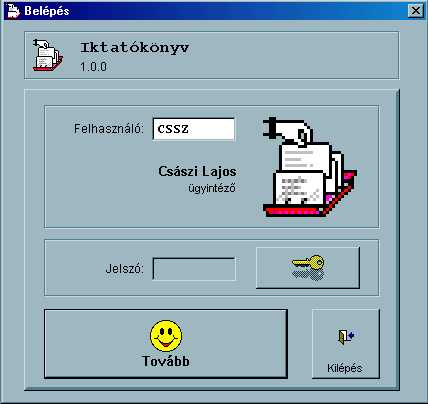 Belépés
Iktatókönyv
1.0.0
Felhasználó: CSSZ
Császi Lajos
ügyintéző
Jelszó:
Tovább
Kilépés